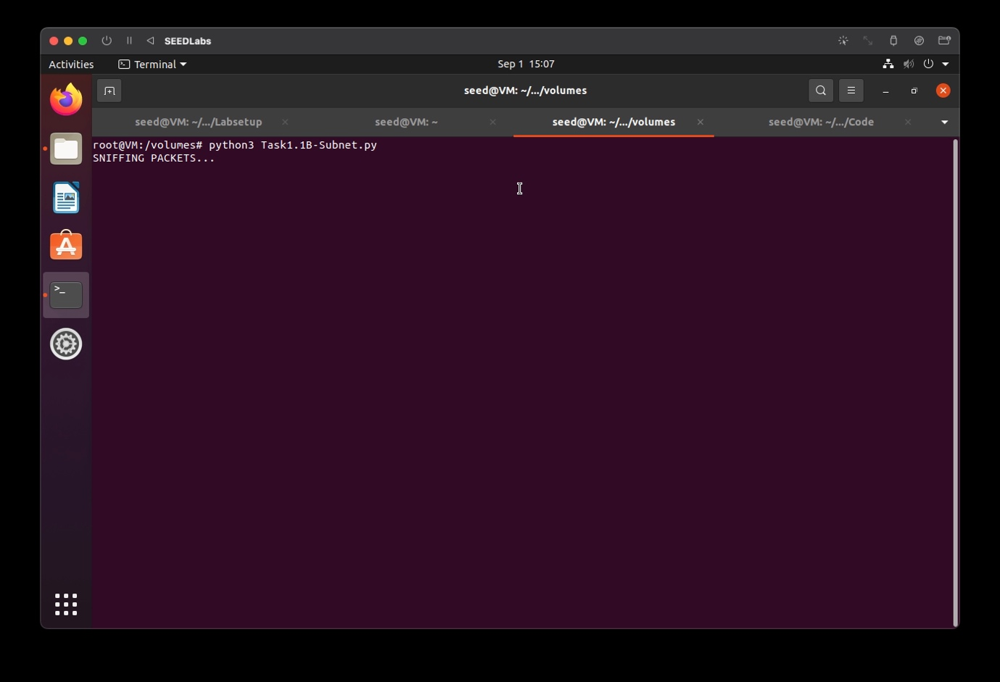 SEEDLabs
Activities
Terminal
Sep 1 15:07
seed@VM: ~/.../volumes
seed@VM: ~/.../Labsetup
seed@VM: ~
seed@VM: ~/.../volumes
seed@VM: ~/.../Code
root@VM:/volumes# python3 Task1.1B-Subnet.py
SNIFFING PACKETS...
>_